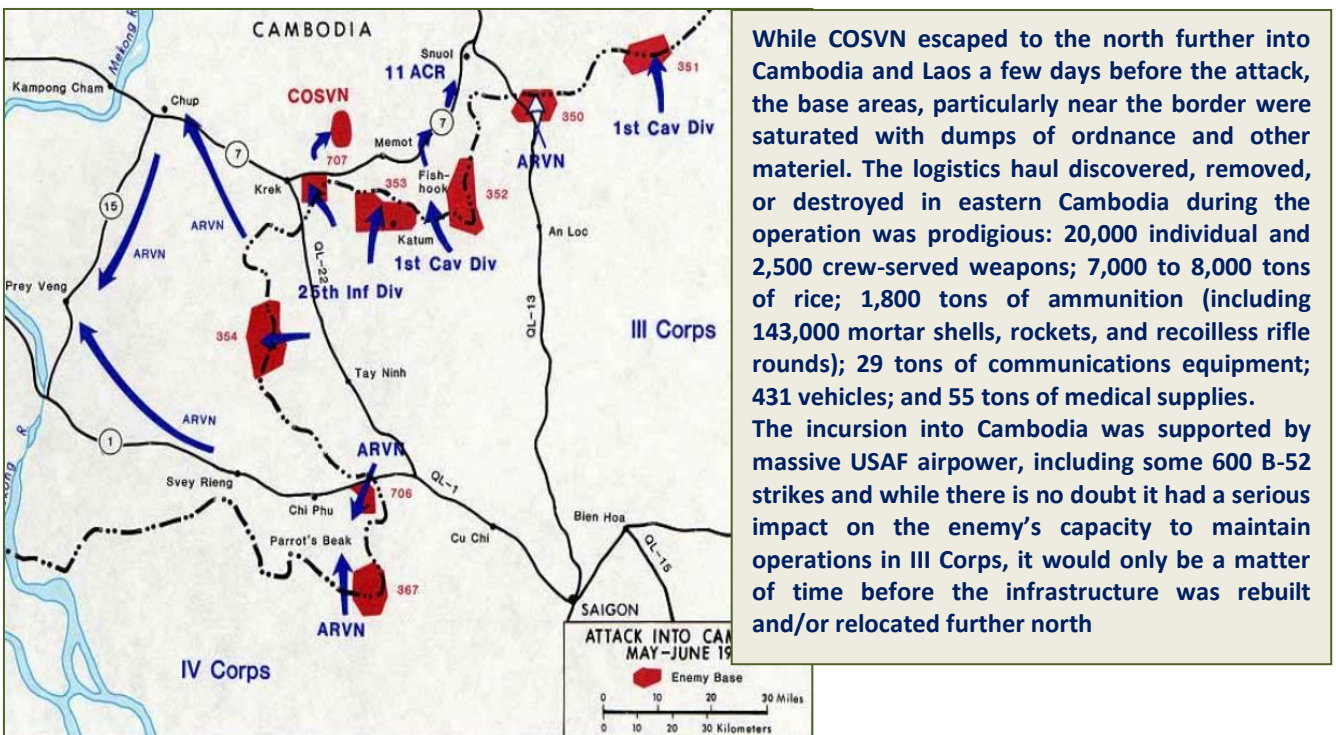 CAMBODIA
Mekong R
Snuol
11 ACR
351
Kampong Cham
Chup
COSVN
7
350
1st Cav Div
Memot
7
ARVN
707
Krek
353
Fish-
hook
352
15
ARVN
Katum
An Loc
ARVN
QL-22
1st Cav Div
Prey Veng
25th Inf Div
QL-13
III Corps
354
Tay Ninh
ARVN
1
ARVN
Svey Rieng
706
QL-1
Chi Phu
Parrot's Beak
Cu Chi
Bien Hoa
QL-15
367
SAIGON
ARVN
IV Corps
ATTACK INTO CAM
MAY-JUNE 19
Enemy Base
0 10 20 30 Miles
0 10 20 30 Kilometers
While COSVN escaped to the north further into
Cambodia and Laos a few days before the attack,
the base areas, particularly near the border were
saturated with dumps of ordnance and other
materiel. The logistics haul discovered, removed,
or destroyed in eastern Cambodia during the
operation was prodigious: 20,000 individual and
2,500 crew-served weapons; 7,000 to 8,000 tons
of rice; 1,800 tons of ammunition (including
143,000 mortar shells, rockets, and recoilless rifle
rounds); 29 tons of communications equipment;
431 vehicles; and 55 tons of medical supplies.
The incursion into Cambodia was supported by
massive USAF airpower, including some 600 B-52
strikes and while there is no doubt it had a serious
impact on the enemy's capacity to maintain
operations in III Corps, it would only be a matter
of time before the infrastructure was rebuilt
and/or relocated further north